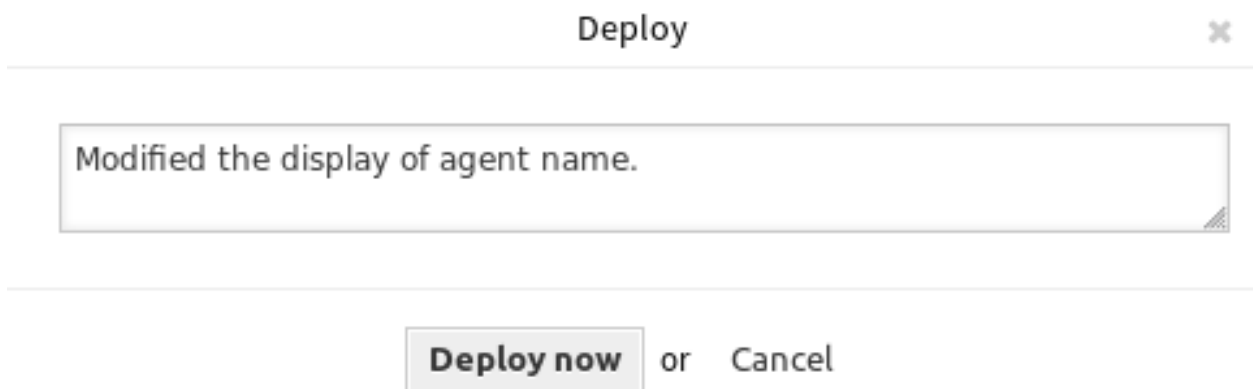 Deploy
Modified the display of agent name.
Deploy now or Cancel